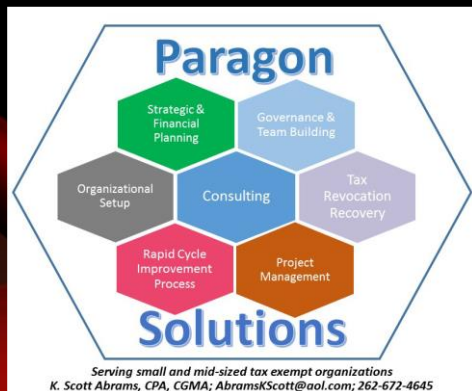 Paragon
Strategic &
Financial
Planning
Governance &
Team Building
Organizational
Setup
Consulting
Tax
Revocation
Recovery
Rapid Cycle
Improvement
Process
Project
Management
Solutions
Serving small and mid-sized tax exempt organizations
K. Scott Abrams, CPA, CGMA; AbramsKScott@aol.com; 262-672-4645